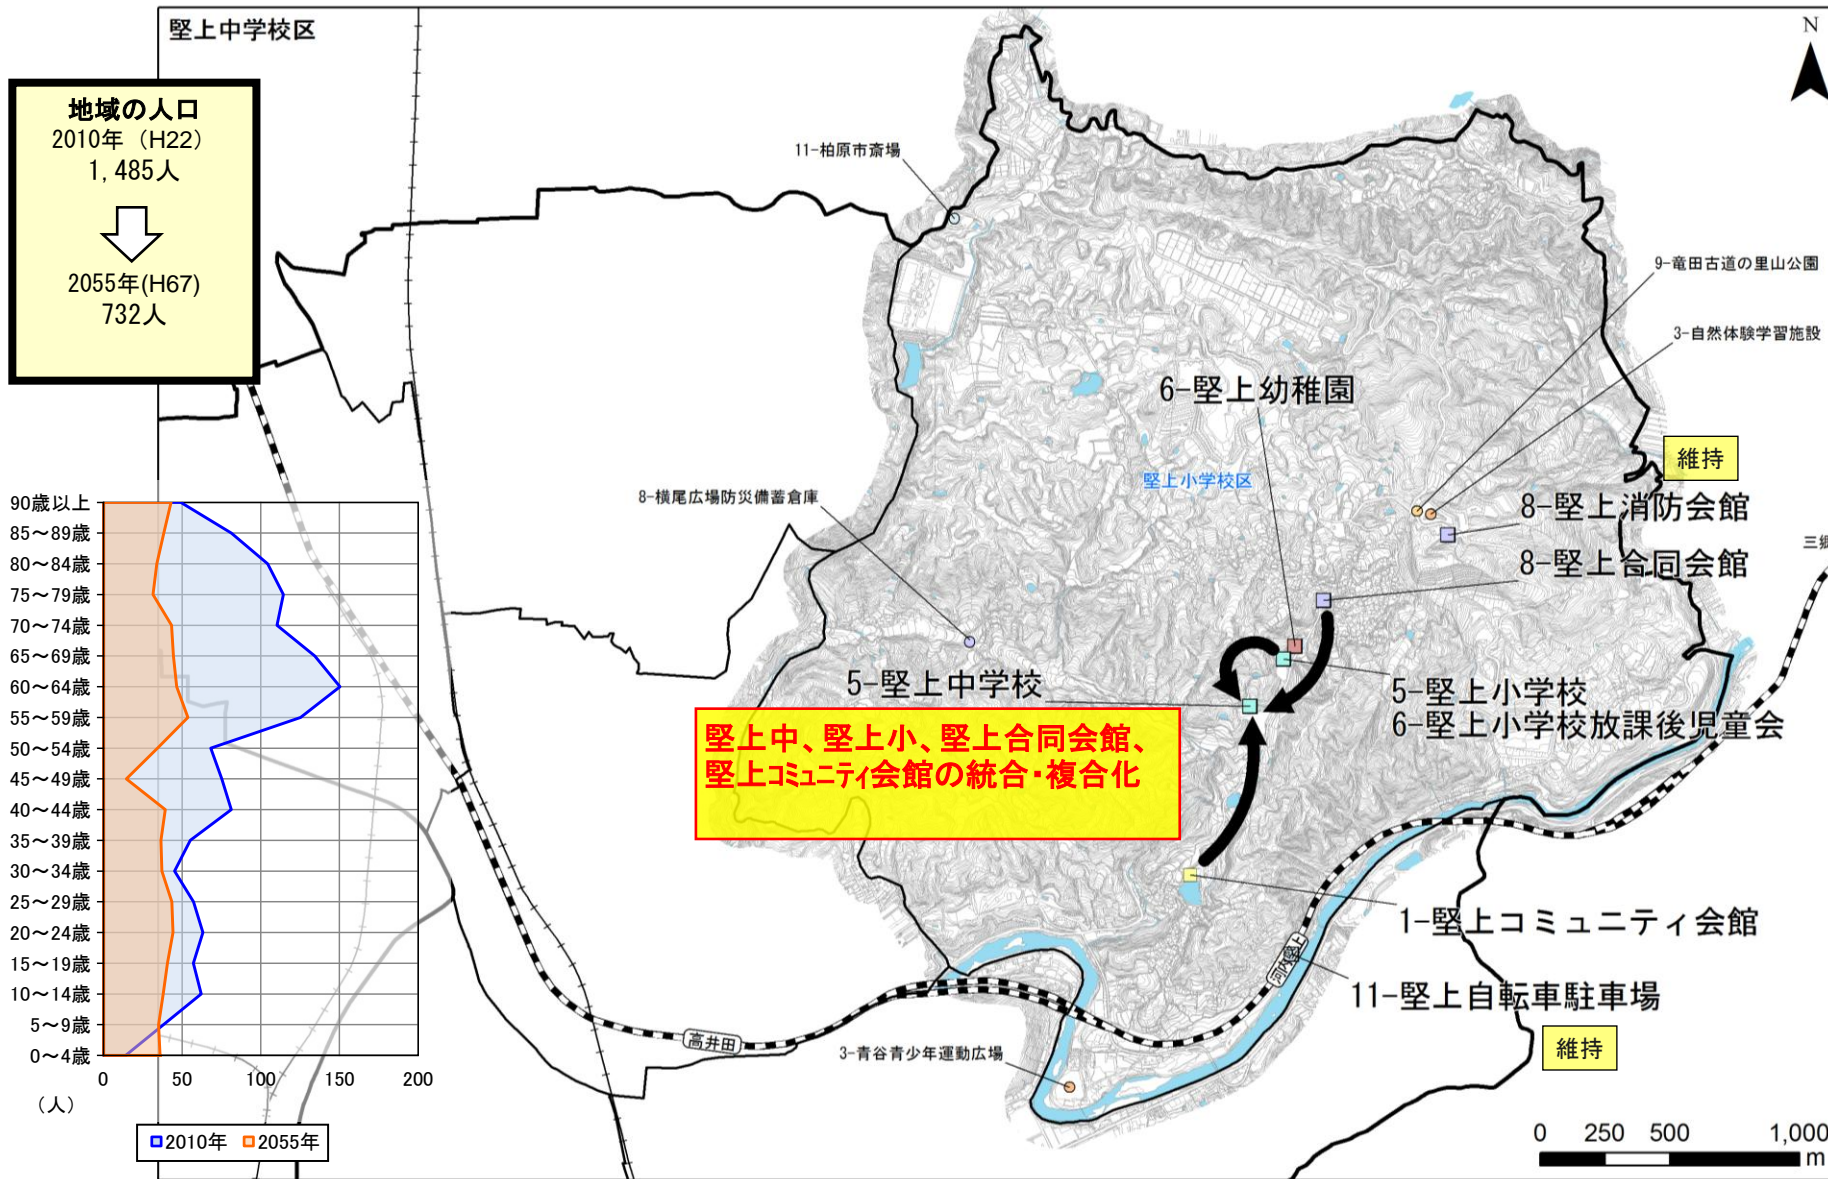 堅上中学校区
N
地域の人口
2010年（H22）
1,485人
2055年(H67)
732人
11-柏原市斎場
9-竜田古道の里山公園
3-自然体験学習施設
6-堅上幼稚園
堅上小学校区
維持
8-堅上消防会館
8-横尾広場防災備蓄倉庫
8-堅上合同会館
5-堅上中学校
5-堅上小学校
6-堅上小学校放課後児童会
堅上中、堅上小、堅上合同会館、
堅上コミュニティ会館の統合・複合化
1-堅上コミュニティ会館
河内堅上
11-堅上自転車駐車場
維持
高井田
3-青谷青少年運動広場
90歳以上
85～89歳
80～84歳
75～79歳
70～74歳
65～69歳
60～64歳
55～59歳
50～54歳
45～49歳
40～44歳
35～39歳
30～34歳
25～29歳
20～24歳
15～19歳
10～14歳
5～9歳
0～4歳
0 50 100 150 200
（人）
2010年 2055年
0 250 500 1,000
m